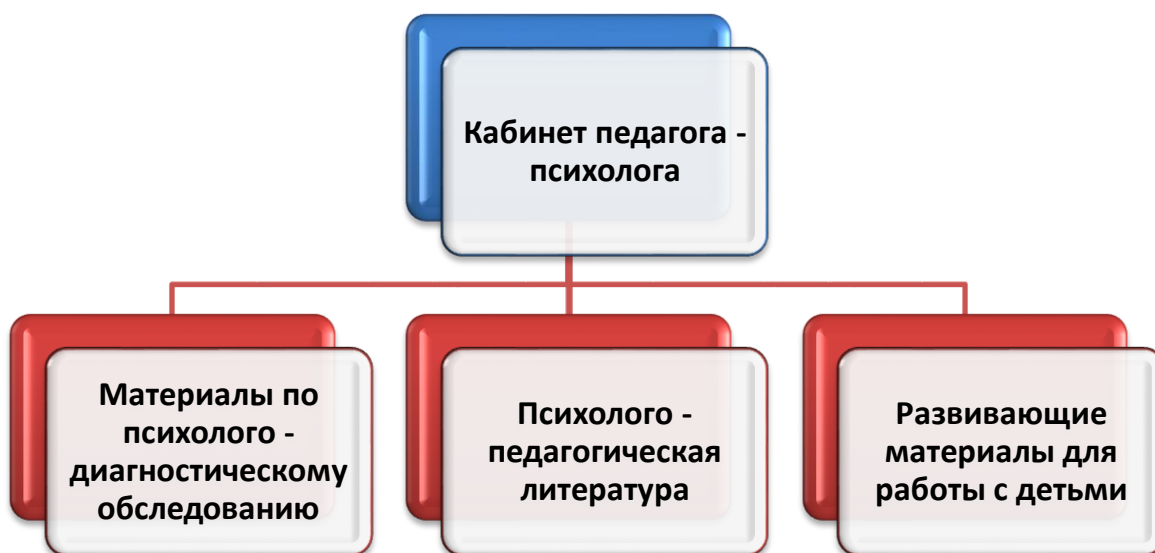 Кабинет педагога -
психолога
Материалы по
психолого -
диагностическому
обследованию
Психолого -
педагогическая
литература
Развивающие
материалы для
работы с детьми